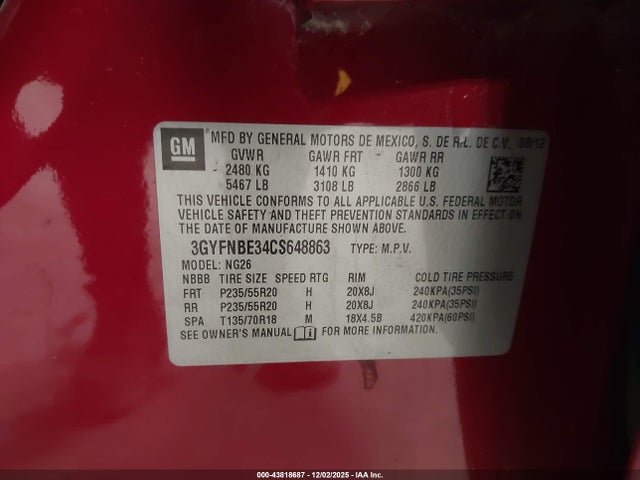 GM
*MFD BY GENERAL MOTORS DE MEXICO, S. DE R.L. DE C.V. 08/12
GVWR GAWR FRT GAWR RR
2480 KG 1410 KG 1300 KG
5467 LB 3108 LB 2866 LB
THIS VEHICLE CONFORMS TO ALL APPLICABLE U.S. FEDERAL MOTOR
VEHICLE SAFETY AND THEFT PREVENTION STANDARDS IN EFFECT ON
THE DATE OF MANUFACTURE SHOWN ABOVE.
3GYFNBE34CS648863 TYPE: M.P.V.
MODEL: NG26
NBBB TIRE SIZE SPEED RTG RIM COLD TIRE PRESSURE
FRT P235/55R20 H 20X8J 240KPA(35PSI)
RR P235/55R20 H 20X8J 240KPA(35PSI)
SPA T135/70R18 M 18X4.5B 420KPA(60PSI)
SEE OWNER'S MANUAL FOR MORE INFORMATION.
000-43818687 - 12/02/2025 - IAA Inc.